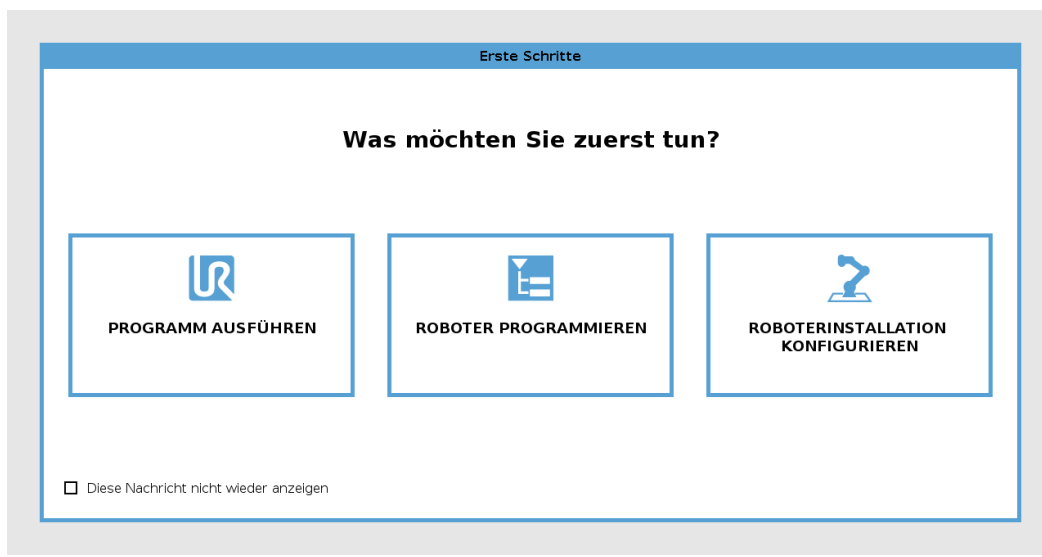 Erste Schritte
Was möchten Sie zuerst tun?
PROGRAMM AUSFÜHREN
ROBOTER PROGRAMMIEREN
ROBOTERINSTALLATION
KONFIGURIEREN
Diese Nachricht nicht wieder anzeigen